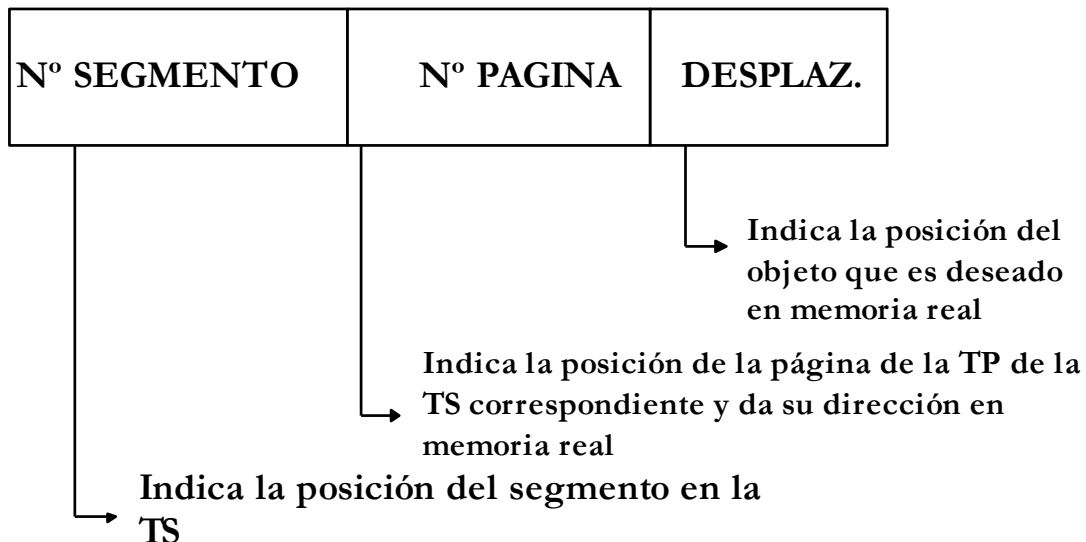 Nº SEGMENTO Nº PAGINA DESPLAZ.
Indica la posición del
objeto que es deseado
en memoria real
Indica la posición de la página de la TP de la
TS correspondiente y da su dirección en
memoria real
Indica la posición del segmento en la
TS